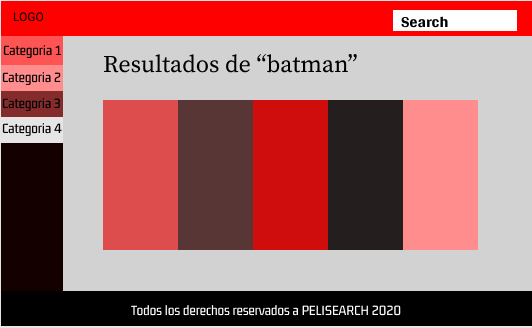 LOGO
Search
Categoria 1
Categoria 2
Categoria 3
Categoria 4
Resultados de “batman”
Todos los derechos reservados a PELISEARCH 2020